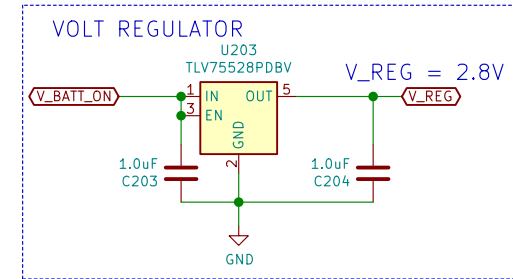 VOLT REGULATOR
U203
TLV75528PDBV
V_REG = 2.8V
V_BATT_ON
1
IN
OUT
5
V_REG
3
EN
GND
2
1.0uF
C203
1.0uF
C204
GND